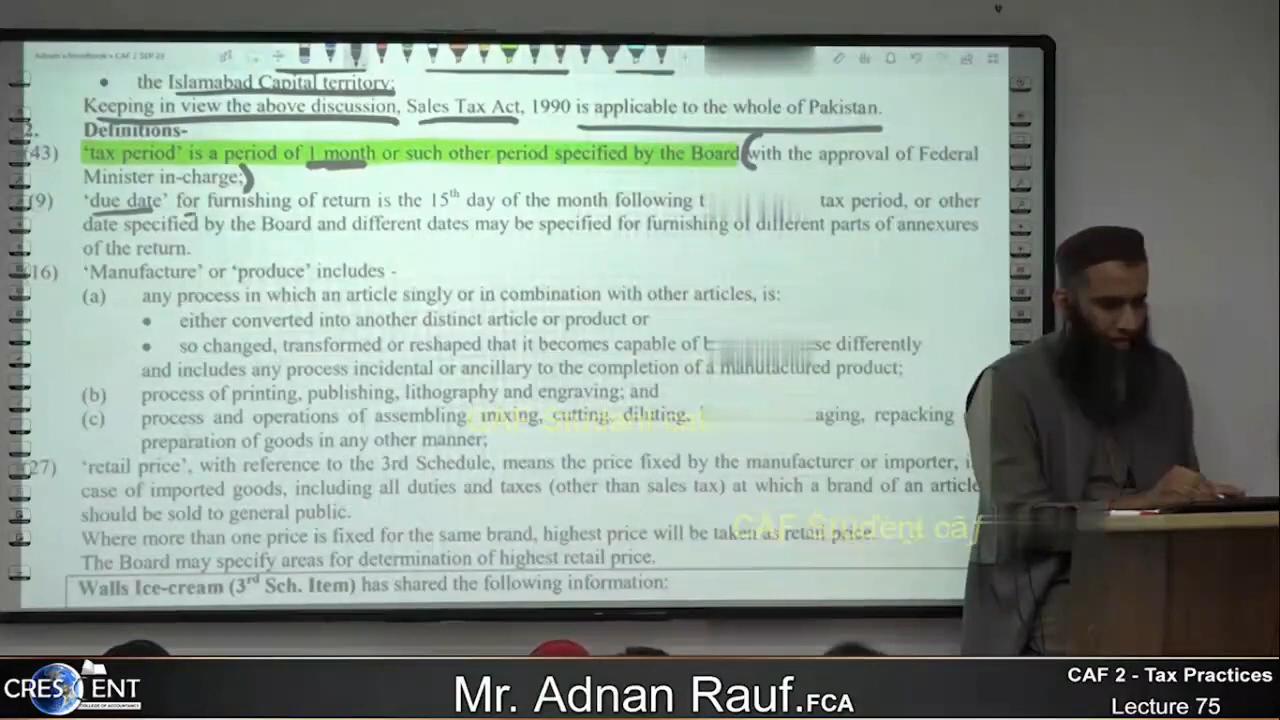 • the Islamabad Capital territory;
Keeping in view the above discussion, Sales Tax Act, 1990 is applicable to the whole of Pakistan.
2. Definitions-
(43) ‘tax period’ is a period of 1 month or such other period specified by the Board (with the approval of Federal
Minister in-charge;)
(9) ‘due date’ for furnishing of return is the 15th day of the month following tax period, or other
date specified by the Board and different dates may be specified for furnishing of different parts of annexures
of the return.
(16) ‘Manufacture’ or ‘produce’ includes -
(a) any process in which an article singly or in combination with other articles, is:
• either converted into another distinct article or product or
• so changed, transformed or reshaped that it becomes capable of differently
and includes any process incidental or ancillary to the completion of a manufactured product;
(b) process of printing, publishing, lithography and engraving; and
(c) process and operations of assembling, mixing, cutting, diluting, aging, repacking
preparation of goods in any other manner;
(27) ‘retail price’, with reference to the 3rd Schedule, means the price fixed by the manufacturer or importer,
case of imported goods, including all duties and taxes (other than sales tax) at which a brand of an article
should be sold to general public.
Where more than one price is fixed for the same brand, highest price will be taken as retail price.
The Board may specify areas for determination of highest retail price.
Walls Ice-cream (3rd Sch. Item) has shared the following information:
CAF Student caf
CAF Student caf
CRESCENT
COLLEGE OF ACCOUNTANCY
Mr. Adnan Rauf.FCA
CAF 2 - Tax Practices
Lecture 75